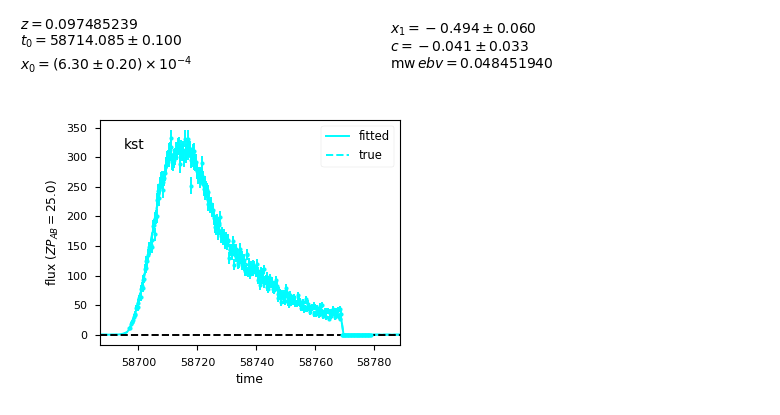 z = 0.097485239
t₀ = 58714.085 ± 0.100
x₀ = (6.30 ± 0.20) × 10⁻⁴
x₁ = −0.494 ± 0.060
c = −0.041 ± 0.033
mw ebv = 0.048451940
kst
fitted
true
350
300
250
200
150
100
50
0
flux (ZP_AB = 25.0)
58700 58720 58740 58760 58780
time